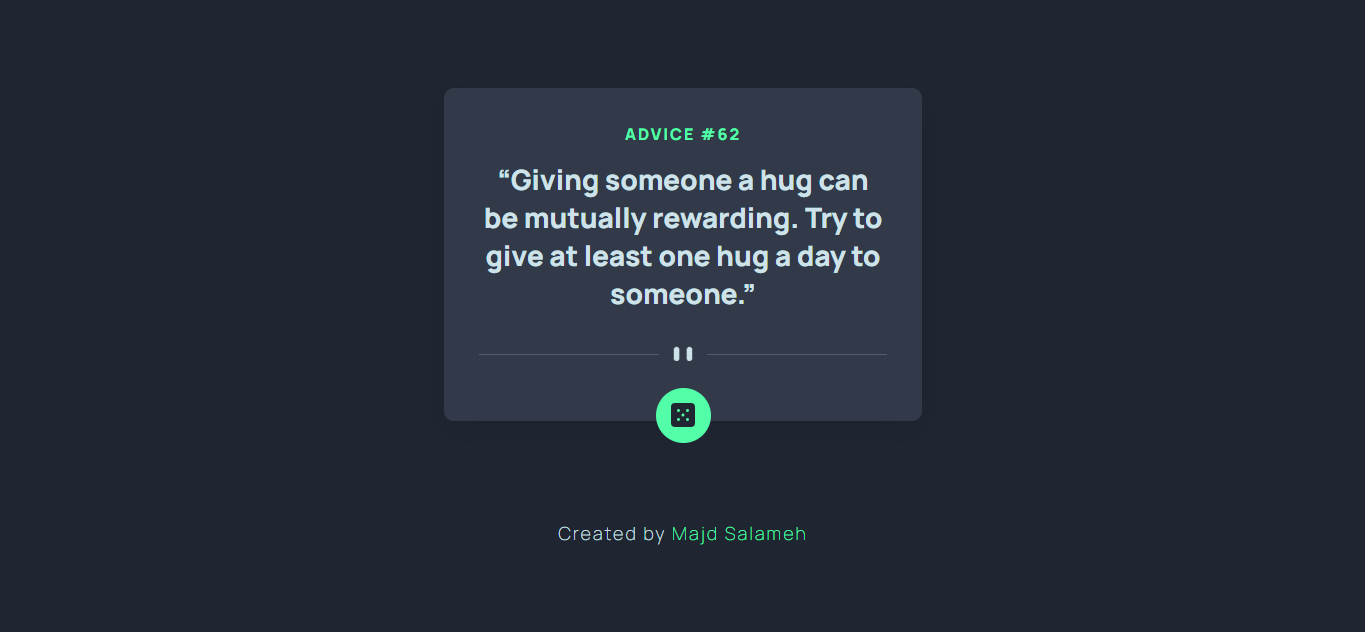 ADVICE #62
“Giving someone a hug can
be mutually rewarding. Try to
give at least one hug a day to
someone.”
Created by Majd Salameh